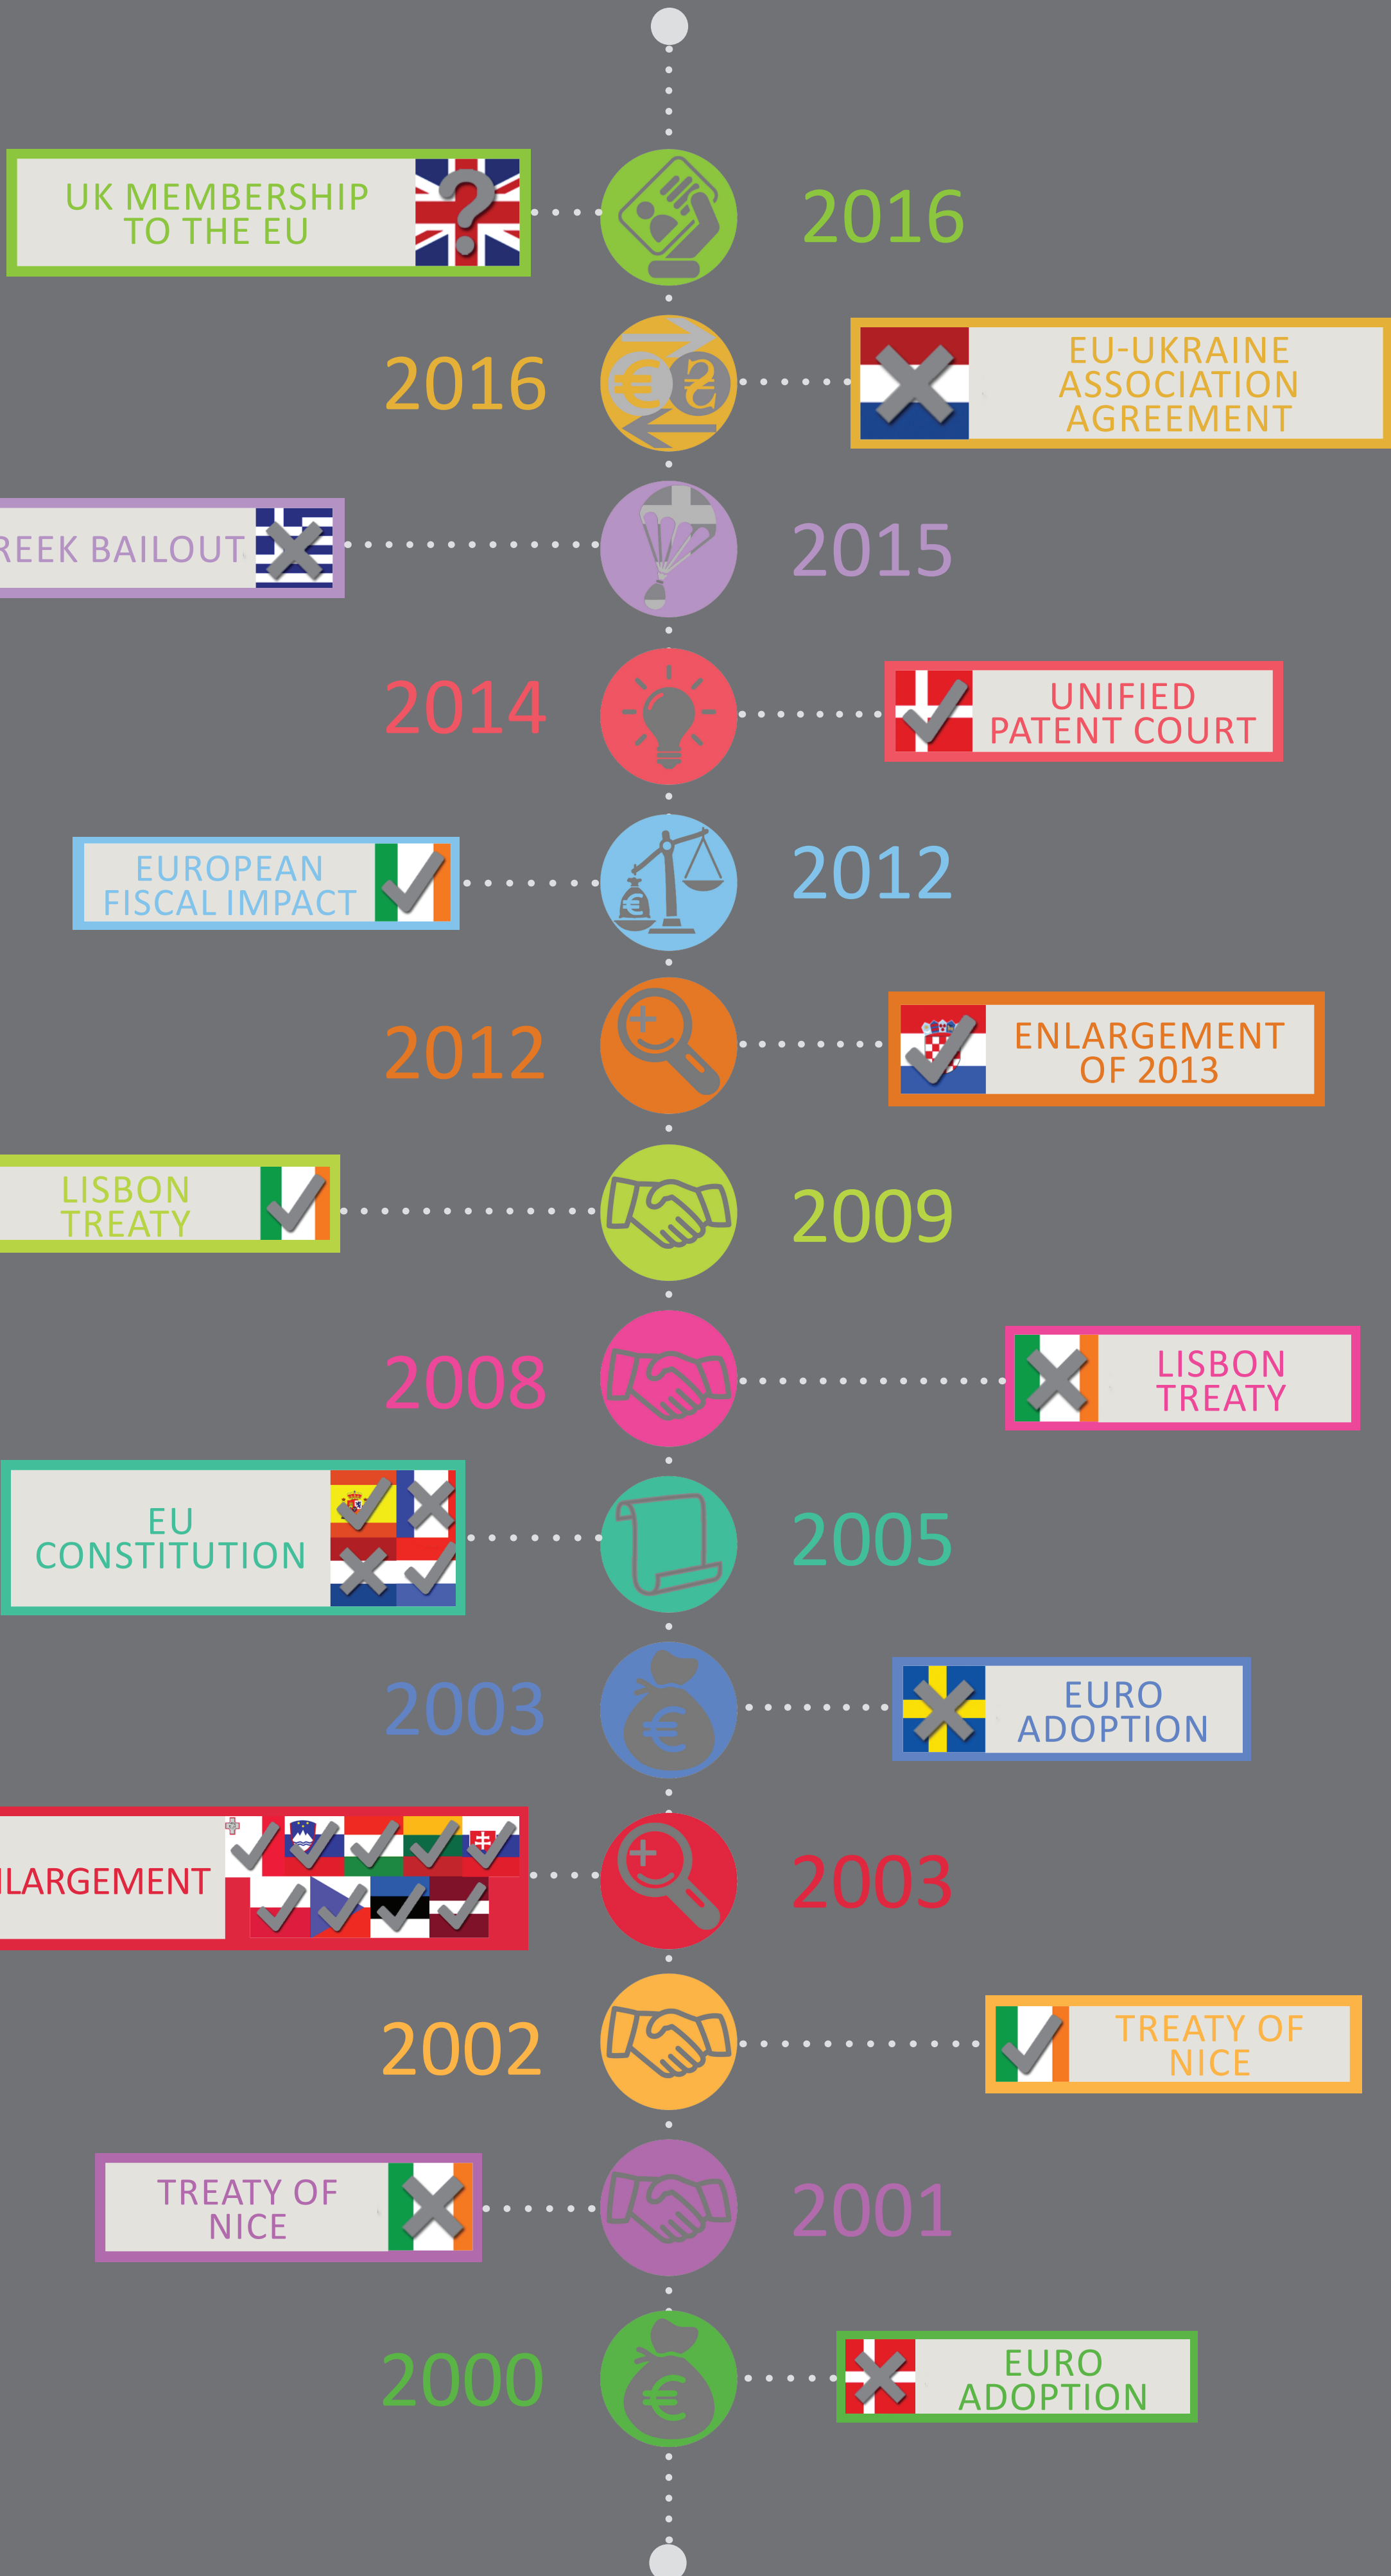 UK MEMBERSHIP
TO THE EU
2016
2016
EU-UKRAINE
ASSOCIATION
AGREEMENT
REEK BAILOUT
2015
2014
UNIFIED
PATENT COURT
EUROPEAN
FISCAL IMPACT
2012
2012
ENLARGEMENT
OF 2013
LISBON
TREATY
2009
2008
LISBON
TREATY
EU
CONSTITUTION
2005
2003
EURO
ADOPTION
LARGEMENT
2003
2002
TREATY OF
NICE
TREATY OF
NICE
2001
2000
EURO
ADOPTION